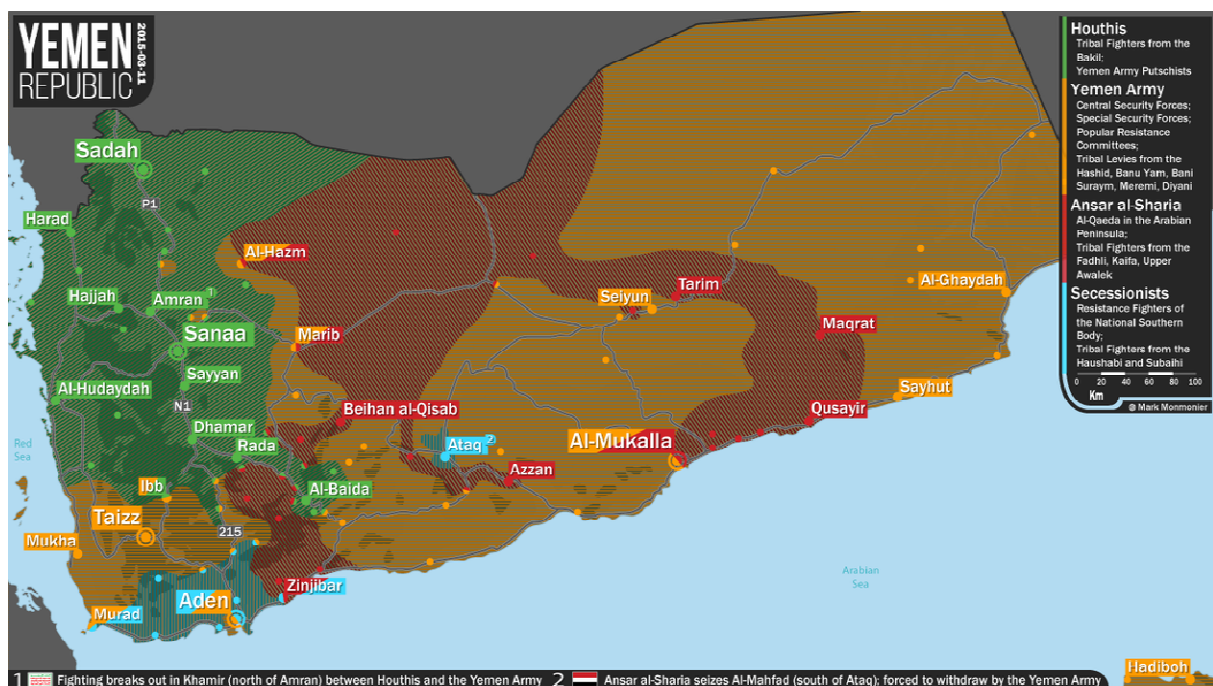 YEMEN
REPUBLIC
2015-03-11
Houthis
Tribal Fighters from the
Bakil;
Yemen Army Putschists
Yemen Army
Central Security Forces;
Special Security Forces;
Popular Resistance
Committees;
Tribal Levies from the
Hashid, Banu Yam, Bani
Suraym, Meremi, Diyani
Ansar al-Sharia
Al-Qaeda in the Arabian
Peninsula;
Tribal Fighters from the
Fadhli, Kaifa, Upper
Awalek
Secessionists
Resistance Fighters of
the National Southern
Body;
Tribal Fighters from the
Haushabi and Subaihi
0 20 40 60 80 100
Km
@ Mark Monmonier
Sadah
P1
Harad
Al-Hazm
Hajjah
Amran 1
Sanaa
Marib
Seiyun
Tarim
Al-Ghaydah
Maqrat
Al-Hudaydah
Sayyan
N1
Sayhut
Beihan al-Qisab
Qusayir
Dhamar
Rada
Ataq 2
Al-Mukalla
Red
Sea
Azzan
Ibb
Al-Baida
Taizz
215
Mukha
Arabian
Sea
Zinjibar
Aden
Murad
Hadiboh
1 Fighting breaks out in Khamir (north of Amran) between Houthis and the Yemen Army 2 Ansar al-Sharia seizes Al-Mahfad (south of Ataq); forced to withdraw by the Yemen Army